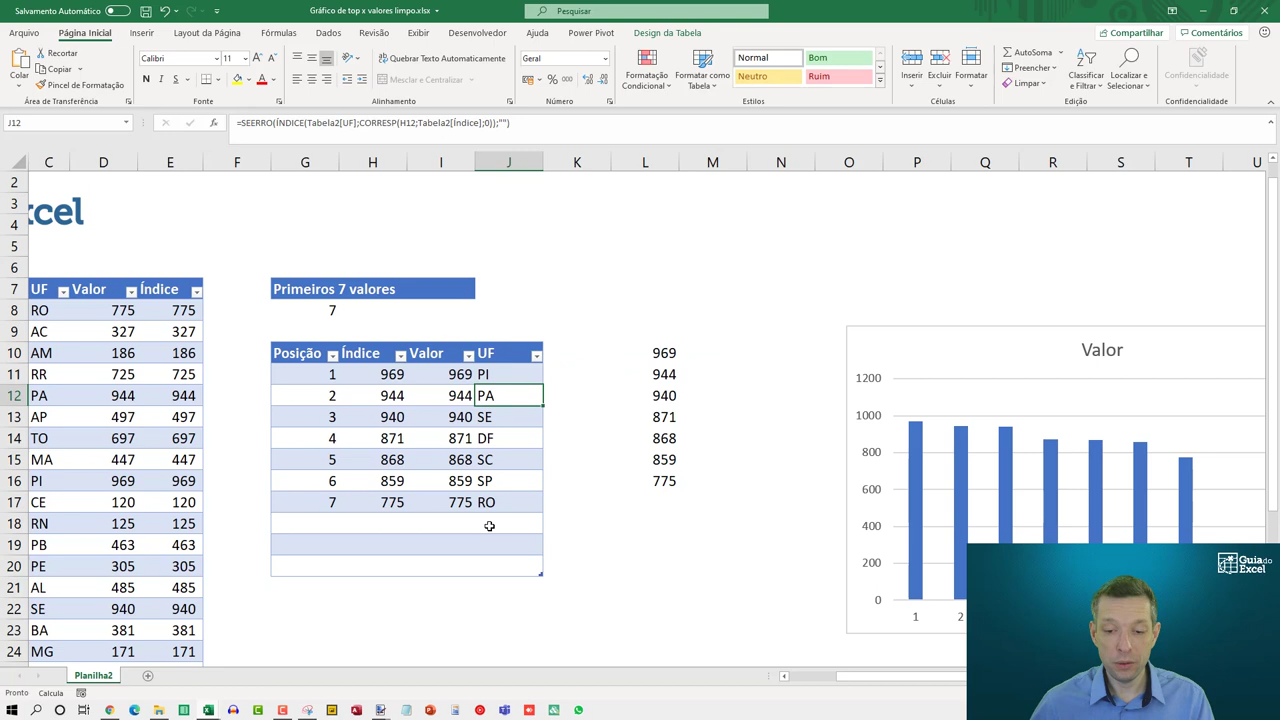 Salvamento Automático
Gráfico de top x valores limpo.xlsx
Pesquisar
Arquivo Página Inicial Inserir Layout da Página Fórmulas Dados Revisão Exibir Desenvolvedor Ajuda Power Pivot Design da Tabela Compartilhar Comentários
Colar
Recortar
Copiar
Pincel de Formatação
Calibri 11
N I S
Quebrar Texto Automaticamente
Mesclar e Centralizar
Geral
Formatação Condicional
Formatar como Tabela
Normal Bom
Neutro Ruim
Inserir Excluir Formatar
AutoSoma
Preencher
Limpar
Classificar e Filtrar
Localizar e Selecionar
Confidencialidade
Área de Transferência Fonte Alinhamento Número Estilos Células Edição Confidencialidade
J12 =SEERRO(ÍNDICE(Tabela2[UF];CORRESP(H12;Tabela2[Índice];0));"")
C D E F G H I J K L M N O P Q R S T U
2
3
4
5
6
7
8
9
10
11
12
13
14
15
16
17
18
19
20
21
22
23
24
xcel
UF Valor Índice
RO 775 775
AC 327 327
AM 186 186
RR 725 725
PA 944 944
AP 497 497
TO 697 697
MA 447 447
PI 969 969
CE 120 120
RN 125 125
PB 463 463
PE 305 305
AL 485 485
SE 940 940
BA 381 381
MG 171 171
Primeiros 7 valores
7
Posição Índice Valor UF
1 969 969 PI
2 944 944 PA
3 940 940 SE
4 871 871 DF
5 868 868 SC
6 859 859 SP
7 775 775 RO
969
944
940
871
868
859
775
Valor
1200
1000
800
600
400
200
0
1 2
Guia do
Excel
Planilha2
Pronto Calcula